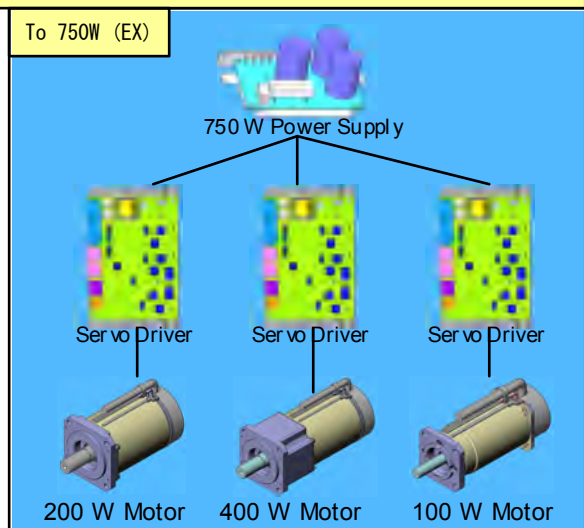 To 750W (EX)
750 W Power Supply
Servo Driver Servo Driver Servo Driver
200 W Motor 400 W Motor 100 W Motor